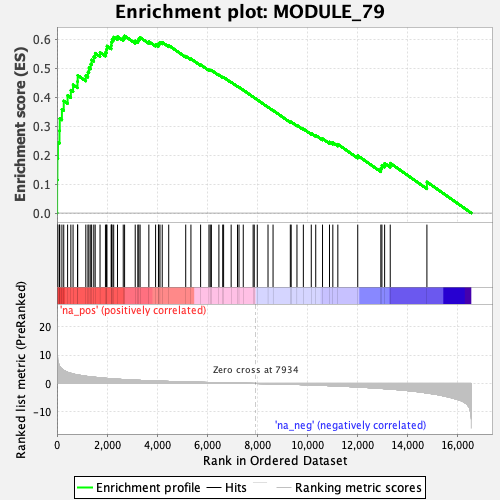 Enrichment plot: MODULE_79
Enrichment score (ES)
0.6
0.5
0.4
0.3
0.2
0.1
0.0
'na_pos' (positively correlated)
Ranked list metric (PreRanked)
20
10
0
-10
Zero cross at 7934
'na_neg' (negatively correlated)
0 2,000 4,000 6,000 8,000 10,000 12,000 14,000 16,000
Rank in Ordered Dataset
Enrichment profile Hits Ranking metric scores